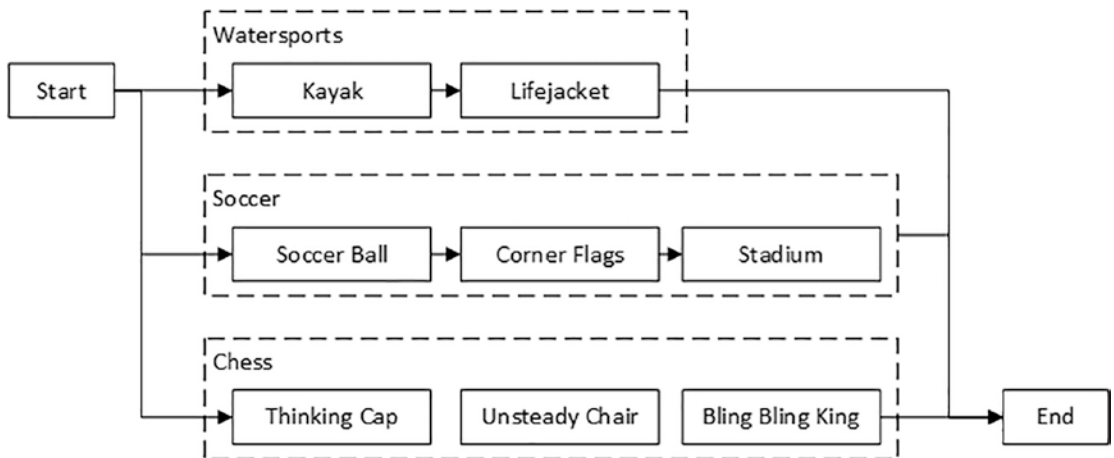 Watersports
Start
Kayak
Lifejacket
Soccer
Soccer Ball
Corner Flags
Stadium
Chess
Thinking Cap
Unsteady Chair
Bling Bling King
End